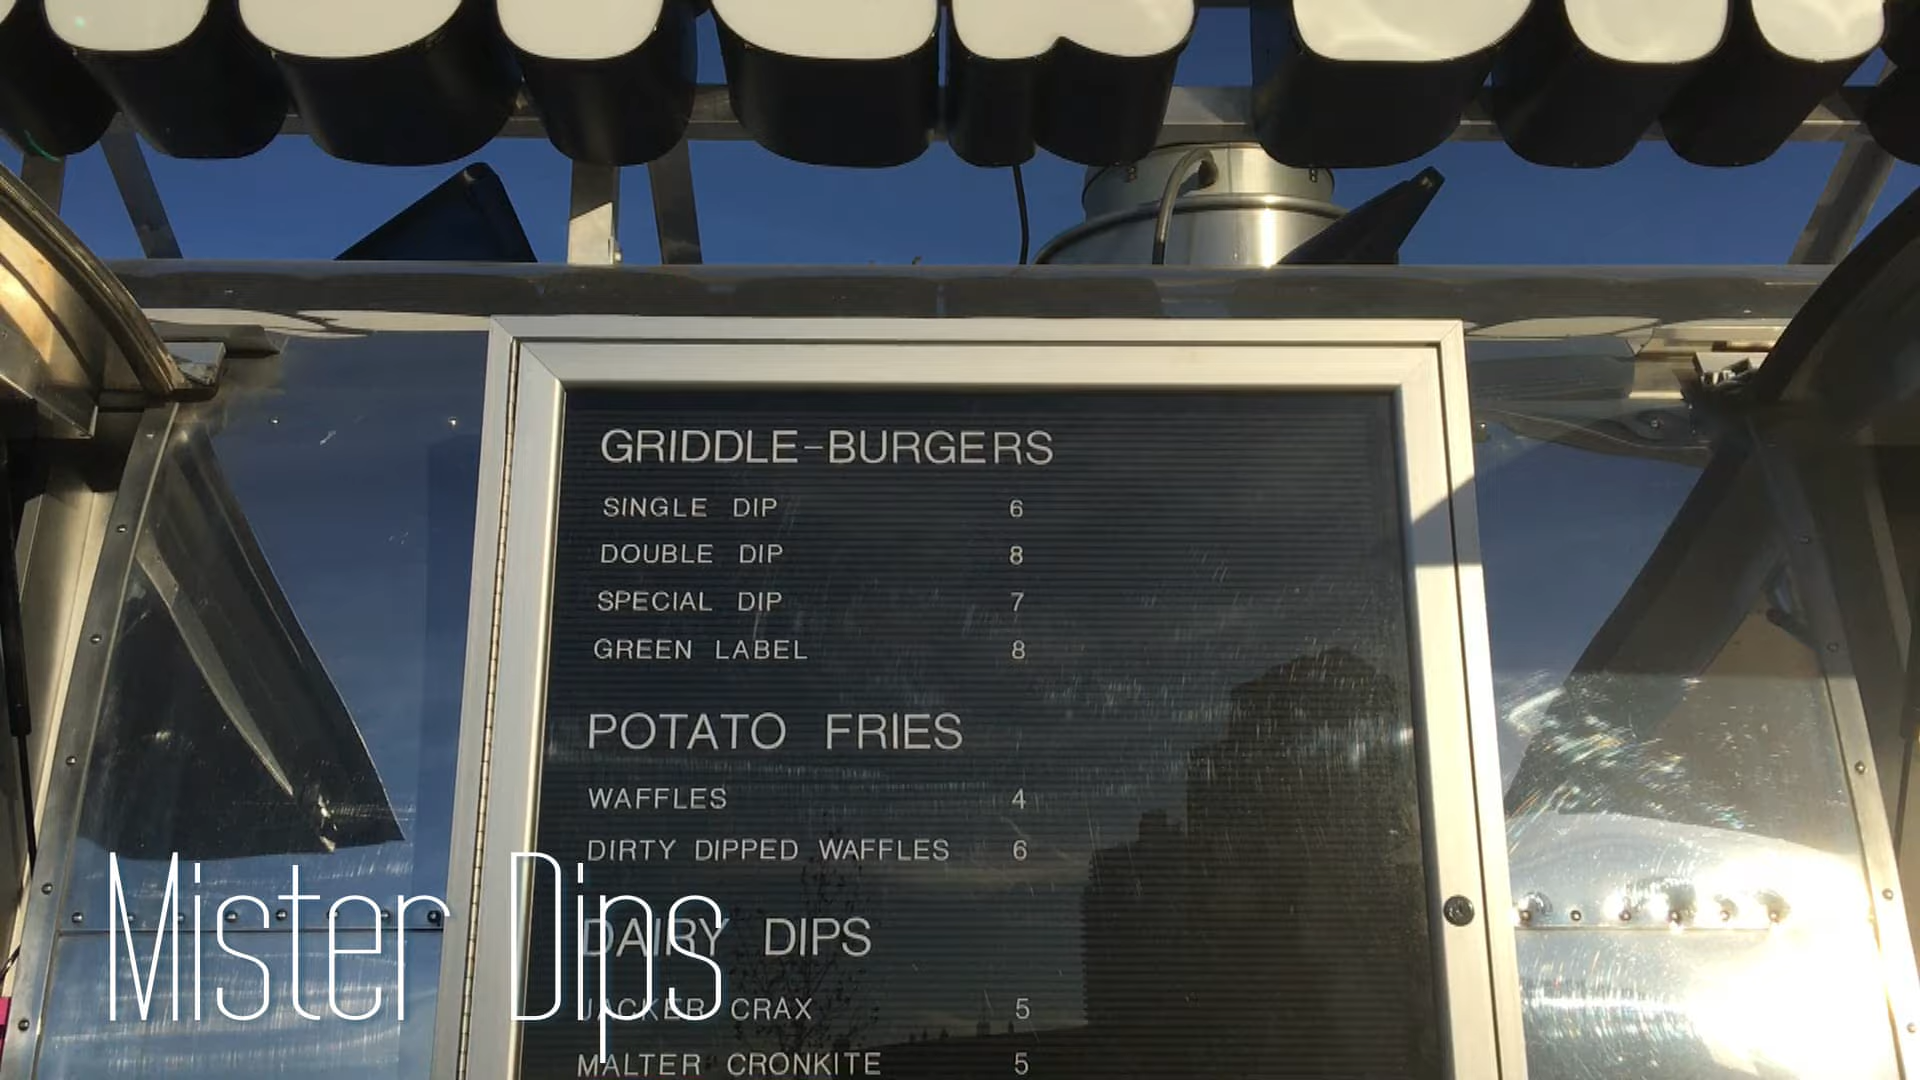 GRIDDLE-BURGERS
SINGLE DIP 6
DOUBLE DIP 8
SPECIAL DIP 7
GREEN LABEL 8
POTATO FRIES
WAFFLES 4
DIRTY DIPPED WAFFLES 6
DAIRY DIPS
JACKER CRAX 5
MALTER CRONKITE 5
Mister Dips